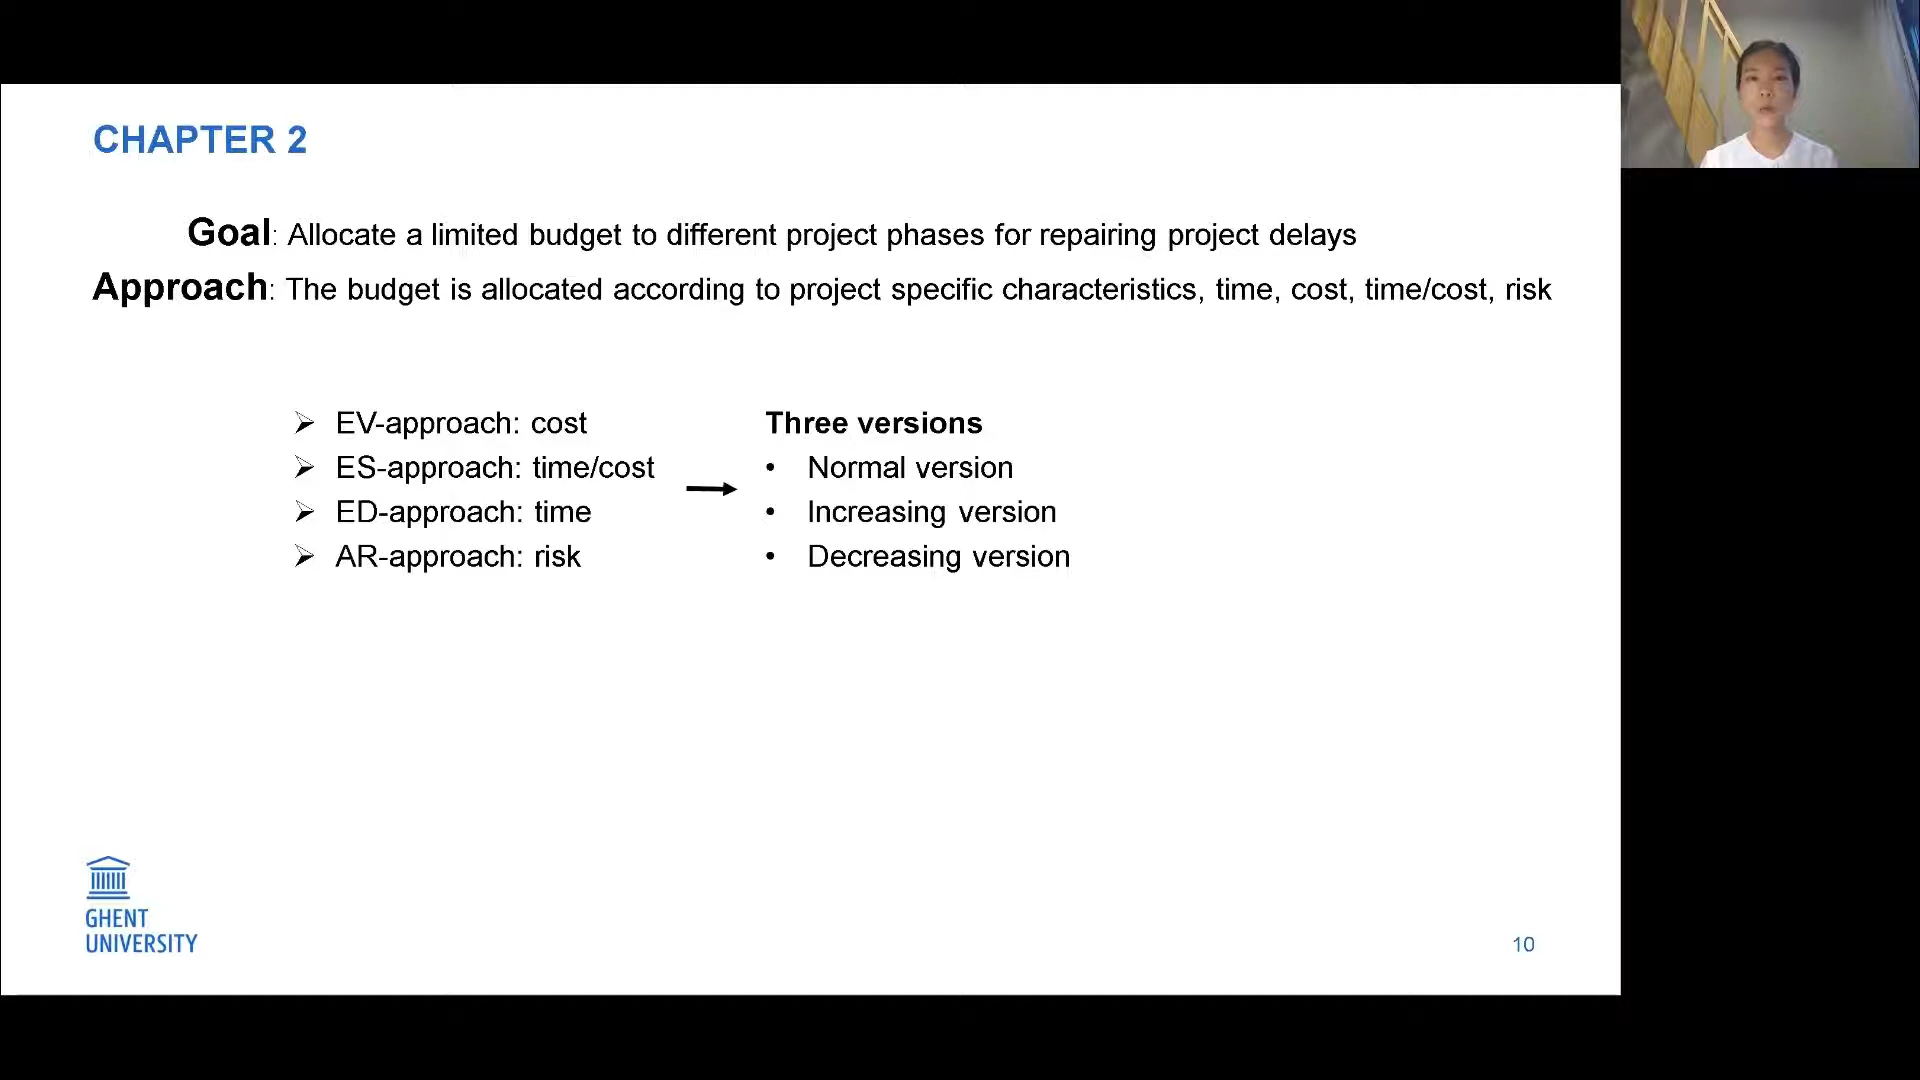 CHAPTER 2
Goal: Allocate a limited budget to different project phases for repairing project delays
Approach: The budget is allocated according to project specific characteristics, time, cost, time/cost, risk
➢ EV-approach: cost
➢ ES-approach: time/cost
➢ ED-approach: time
➢ AR-approach: risk
Three versions
• Normal version
• Increasing version
• Decreasing version
GHENT
UNIVERSITY
10